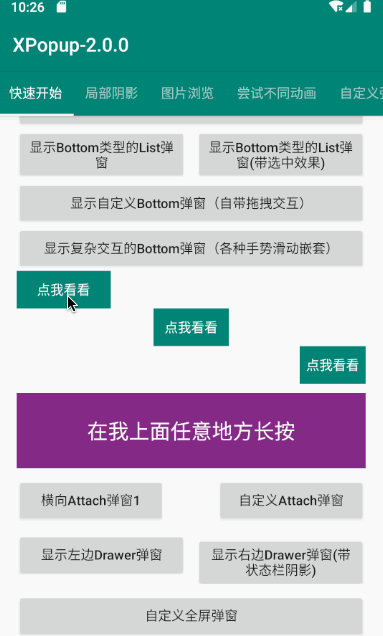 10:26
XPopup-2.0.0
快速开始 局部阴影 图片浏览 尝试不同动画 自定义
显示Bottom类型的List弹窗
显示Bottom类型的List弹窗(带选中效果)
显示自定义Bottom弹窗（自带拖拽交互）
显示复杂交互的Bottom弹窗（各种手势滑动嵌套）
点我看看
点我看看
点我看看
在我上面任意地方长按
横向Attach弹窗1
自定义Attach弹窗
显示左边Drawer弹窗
显示右边Drawer弹窗(带状态栏阴影)
自定义全屏弹窗